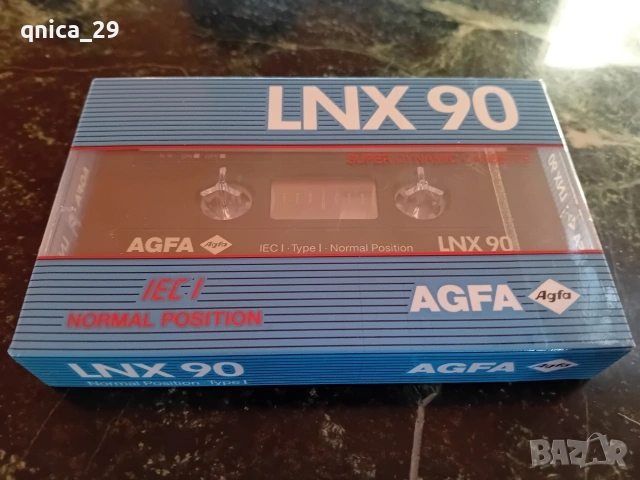 qnica_29
LNX 90
SUPER DYNAMIC CASSETTE
AGFA Agfa IEC I · Type I · Normal Position LNX 90
IEC I
NORMAL POSITION
AGFA Agfa
LNX 90 AGFA Agfa
Normal Position · Type I
BAZAR